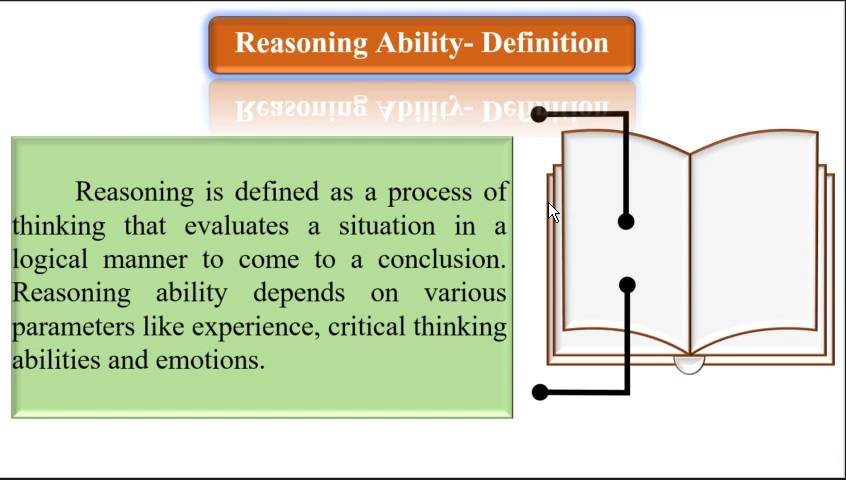 Reasoning Ability- Definition
Reasoning is defined as a process of
thinking that evaluates a situation in a
logical manner to come to a conclusion.
Reasoning ability depends on various
parameters like experience, critical thinking
abilities and emotions.